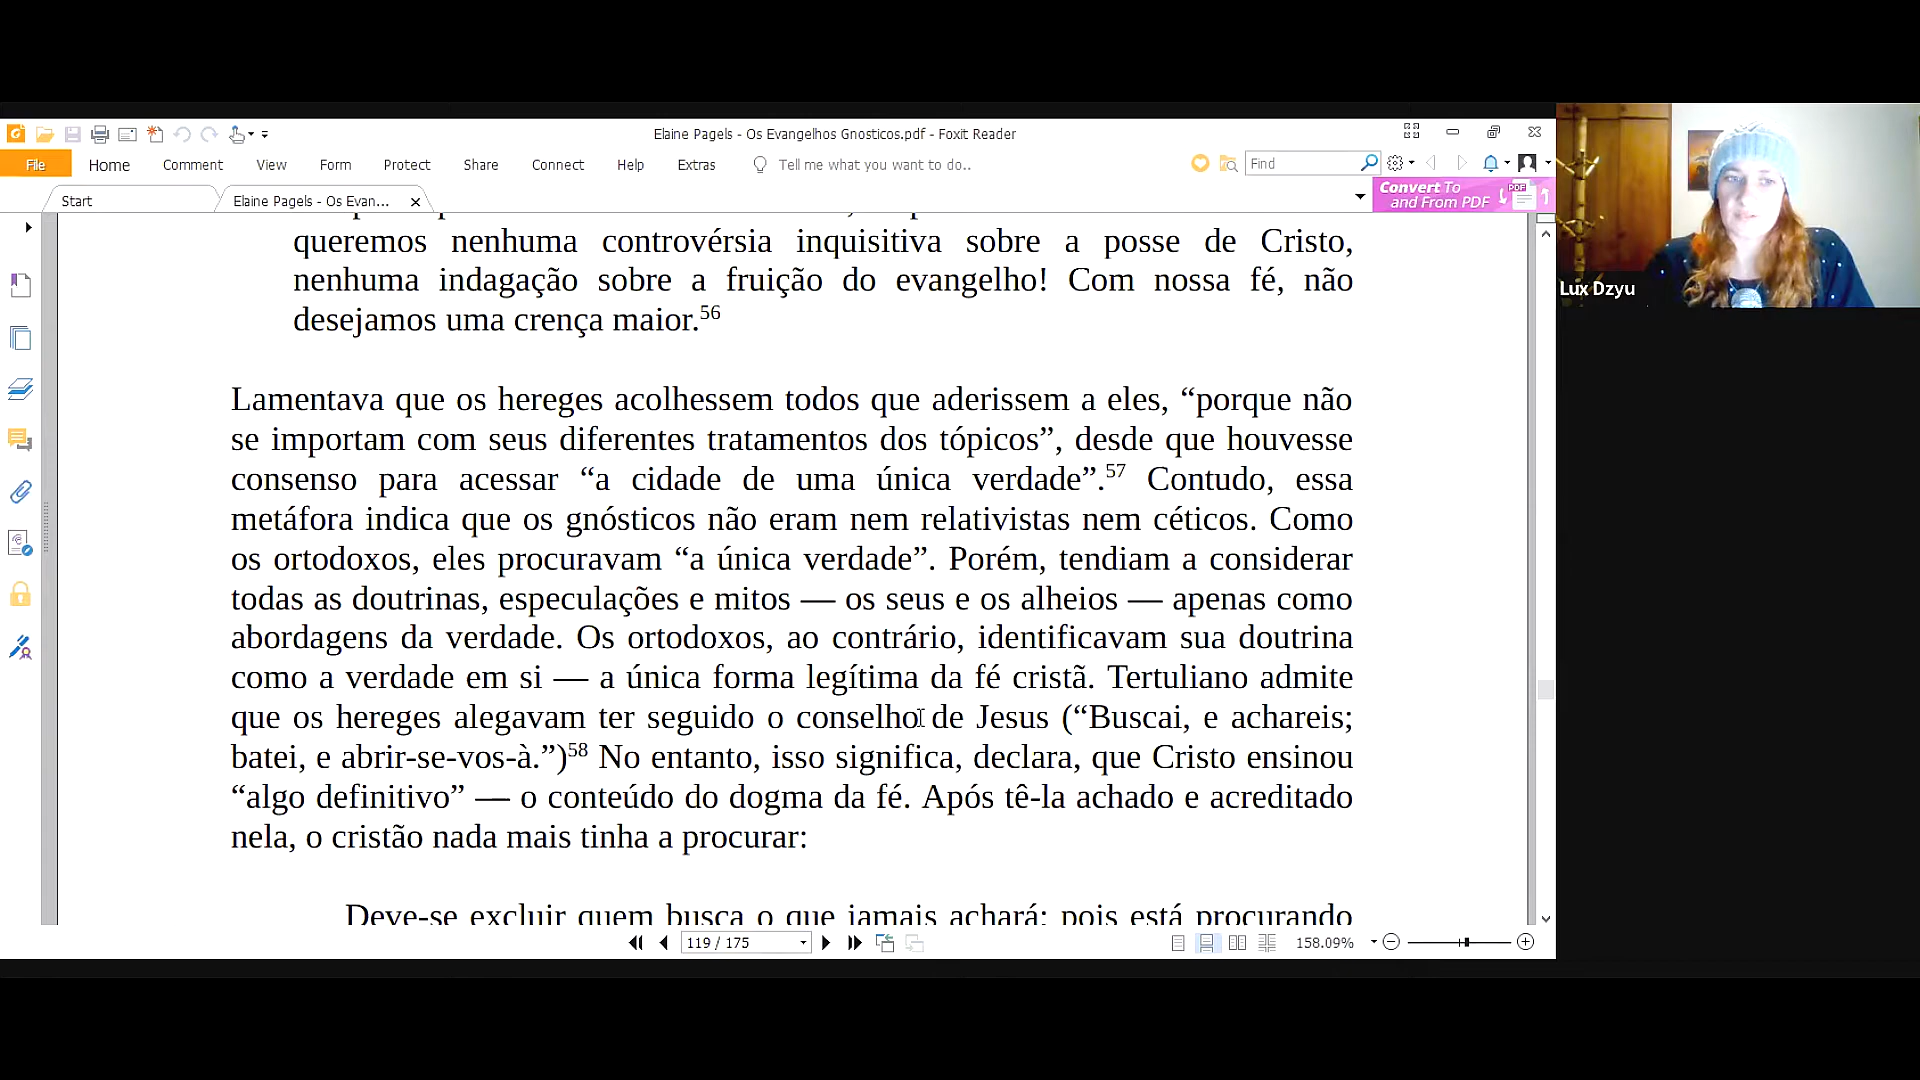 Elaine Pagels - Os Evangelhos Gnosticos.pdf - Foxit Reader
File Home Comment View Form Protect Share Connect Help Extras Tell me what you want to do.. Find
Start Elaine Pagels - Os Evan... Convert To and From PDF PDF
queremos nenhuma controvérsia inquisitiva sobre a posse de Cristo,
nenhuma indagação sobre a fruição do evangelho! Com nossa fé, não
desejamos uma crença maior.56
Lamentava que os hereges acolhessem todos que aderissem a eles, “porque não
se importam com seus diferentes tratamentos dos tópicos”, desde que houvesse
consenso para acessar “a cidade de uma única verdade”.57 Contudo, essa
metáfora indica que os gnósticos não eram nem relativistas nem céticos. Como
os ortodoxos, eles procuravam “a única verdade”. Porém, tendiam a considerar
todas as doutrinas, especulações e mitos — os seus e os alheios — apenas como
abordagens da verdade. Os ortodoxos, ao contrário, identificavam sua doutrina
como a verdade em si — a única forma legítima da fé cristã. Tertuliano admite
que os hereges alegavam ter seguido o conselho de Jesus (“Buscai, e achareis;
batei, e abrir-se-vos-à.”)58 No entanto, isso significa, declara, que Cristo ensinou
“algo definitivo” — o conteúdo do dogma da fé. Após tê-la achado e acreditado
nela, o cristão nada mais tinha a procurar:
Deve-se excluir quem busca o que jamais achará; pois está procurando
119 / 175 158.09%
Lux Dzyu